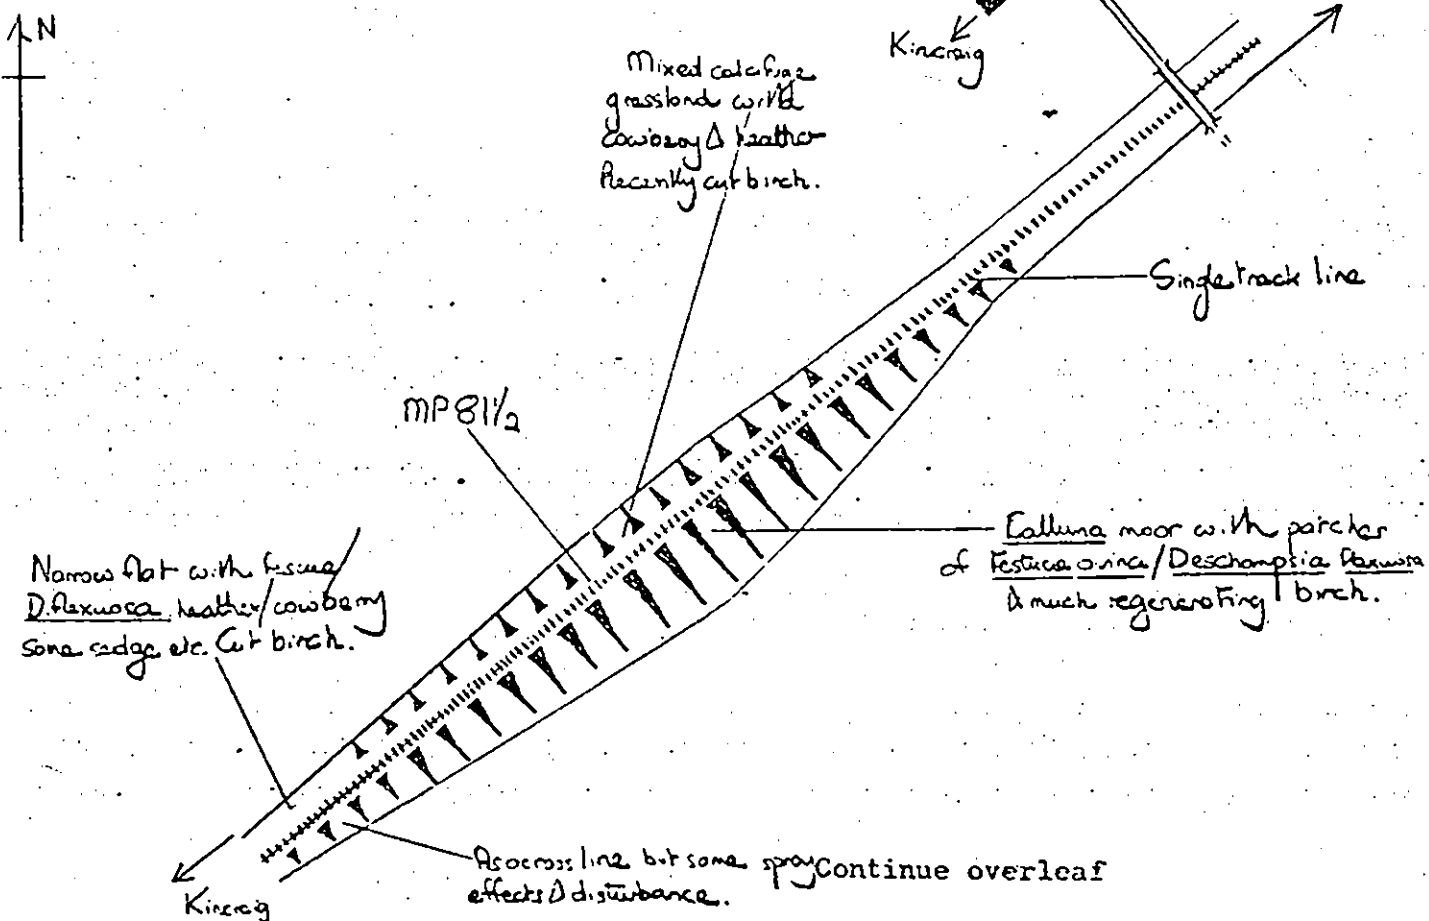 N
Kincraig
Mixed calcifuge
grassland with
cowberry & heather
Recently cut birch.
Single track line
MP 81½
Calluna moor with patches
of Festuca ovina/Deschampsia flexuosa
& much regenerating birch.
Narrow flat with fescue/
D. flexuosa heather/cowberry
some sedge etc. Cut birch.
As across line but some spray
effects & disturbance.
Continue overleaf
Kincraig